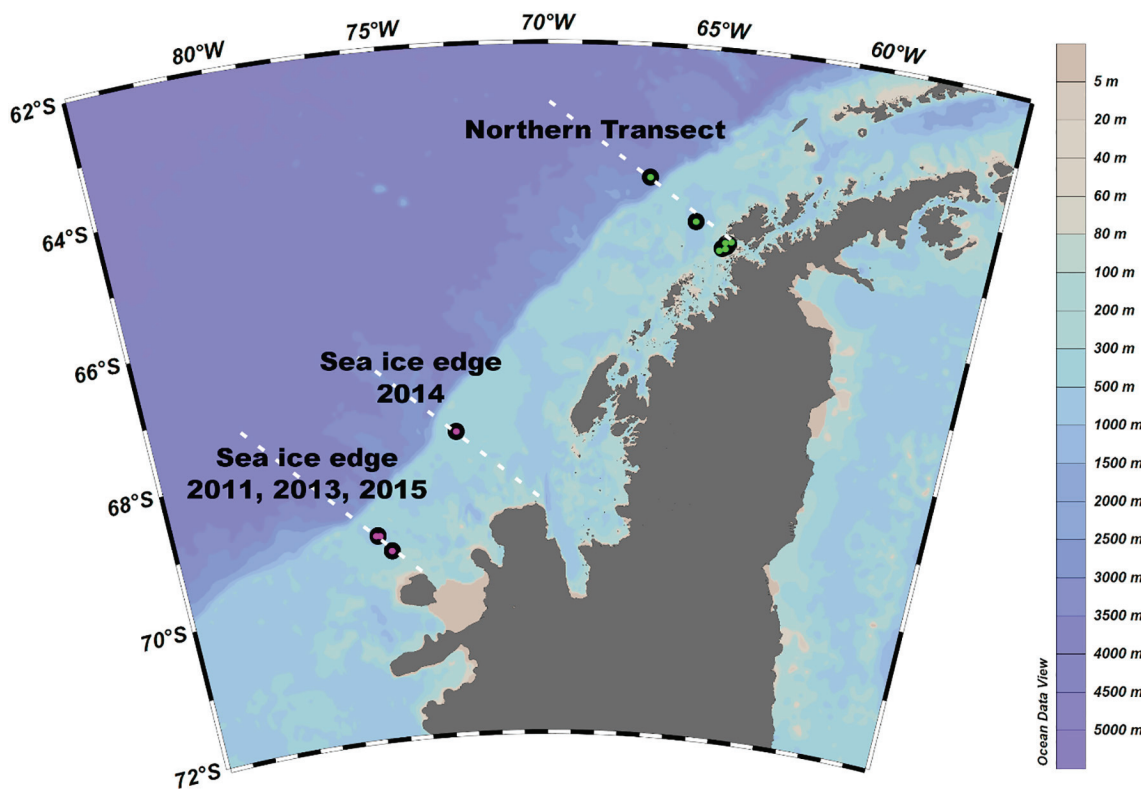 80°W
75°W
70°W
65°W
60°W
62°S
64°S
66°S
68°S
70°S
72°S
Northern Transect
Sea ice edge
2014
Sea ice edge
2011, 2013, 2015
5 m
20 m
40 m
60 m
80 m
100 m
200 m
300 m
500 m
1000 m
1500 m
2000 m
2500 m
3000 m
3500 m
4000 m
4500 m
5000 m
Ocean Data View